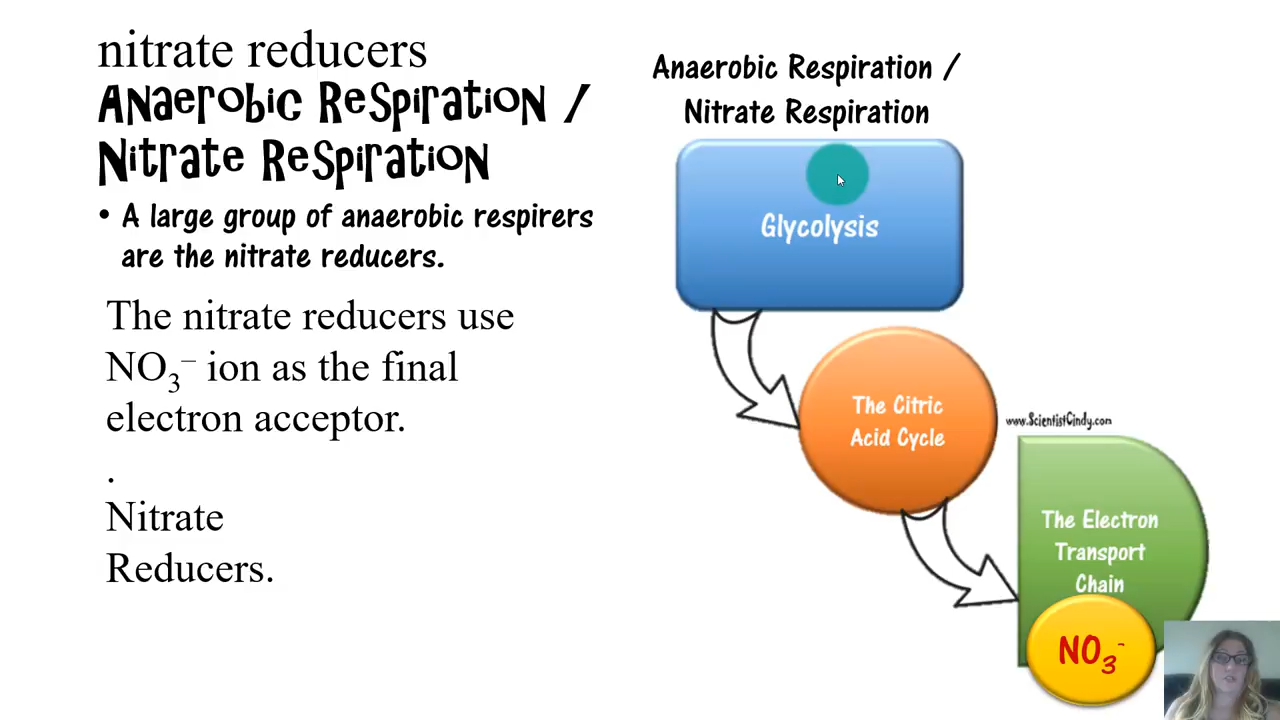 nitrate reducers
Anaerobic Respiration /
Nitrate Respiration
• A large group of anaerobic respirers
are the nitrate reducers.
The nitrate reducers use
NO₃⁻ ion as the final
electron acceptor.
.
Nitrate
Reducers.
Anaerobic Respiration /
Nitrate Respiration
Glycolysis
The Citric
Acid Cycle
www.ScientistCindy.com
The Electron
Transport
Chain
NO₃⁻